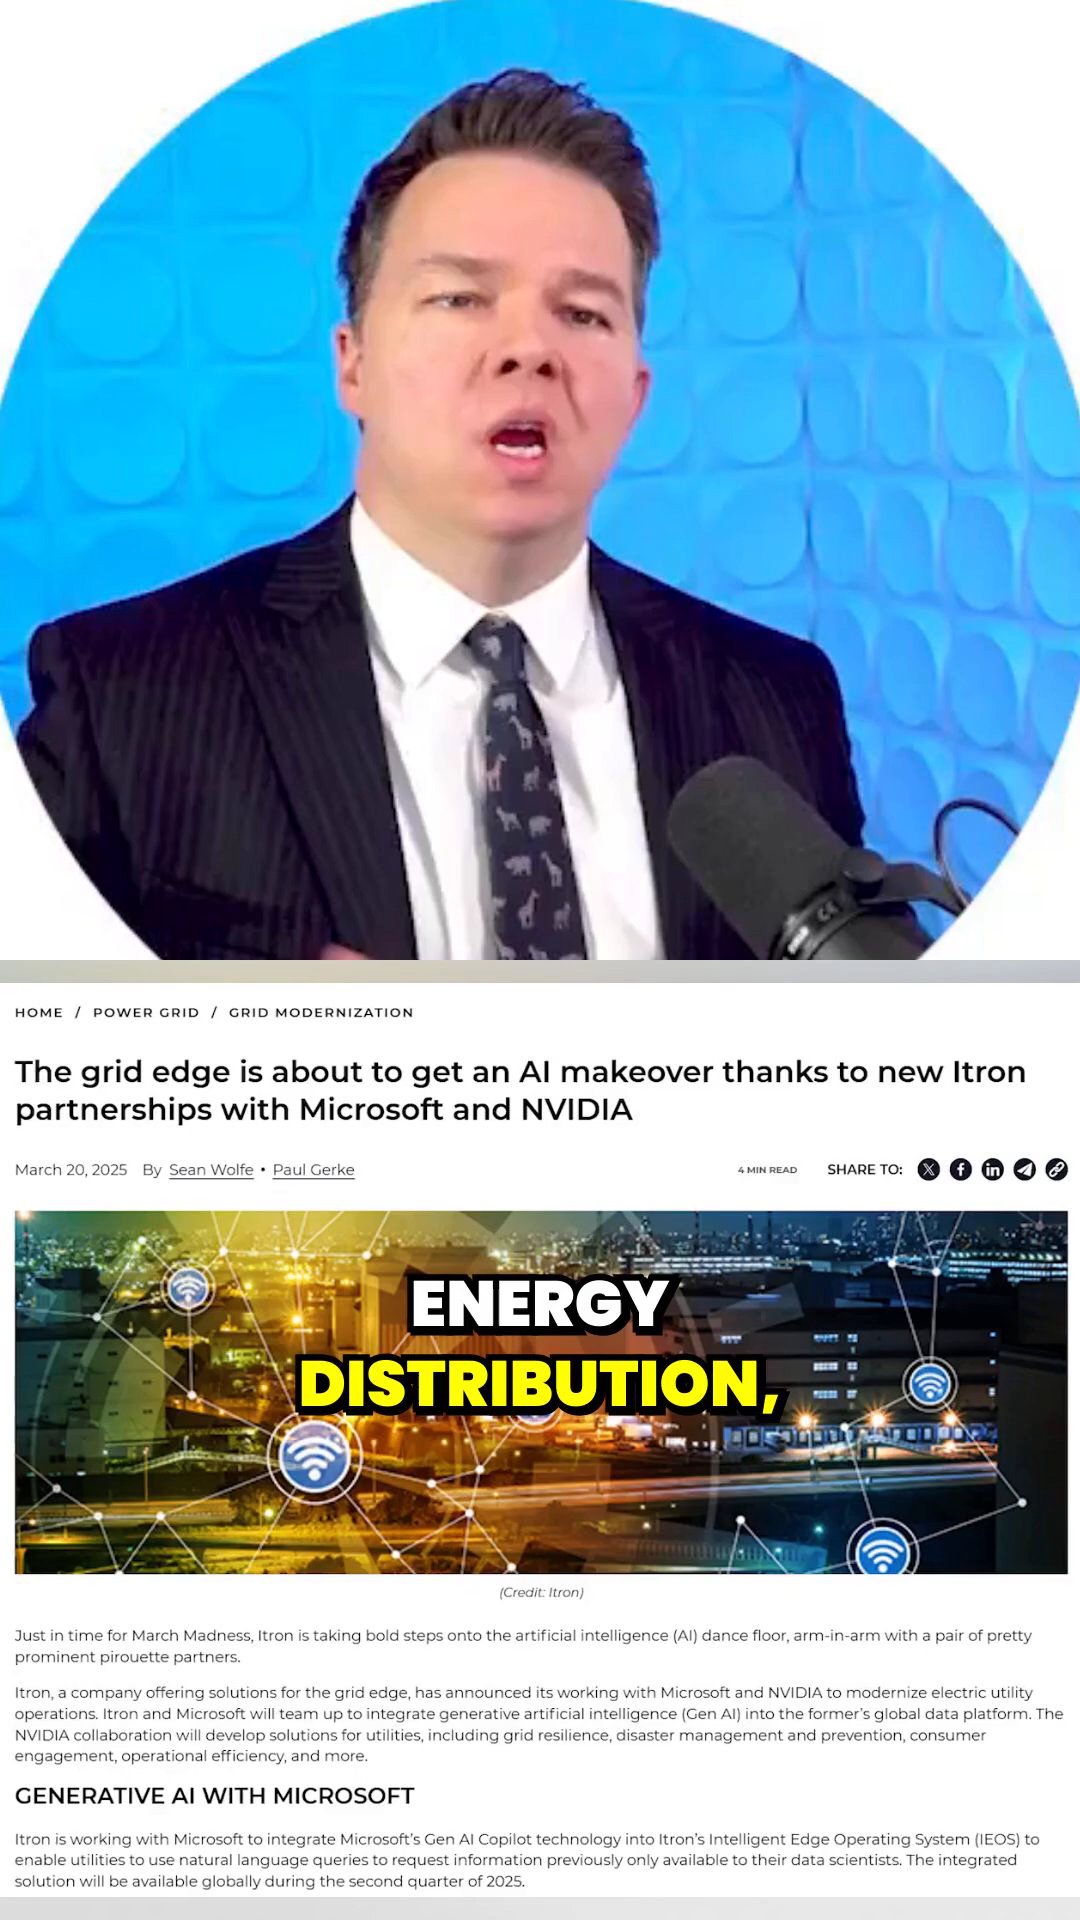 HOME / POWER GRID / GRID MODERNIZATION
The grid edge is about to get an AI makeover thanks to new Itron
partnerships with Microsoft and NVIDIA
March 20, 2025 By Sean Wolfe • Paul Gerke
4 MIN READ SHARE TO:
ENERGY
DISTRIBUTION,
(Credit: Itron)
Just in time for March Madness, Itron is taking bold steps onto the artificial intelligence (AI) dance floor, arm-in-arm with a pair of pretty
prominent pirouette partners.
Itron, a company offering solutions for the grid edge, has announced its working with Microsoft and NVIDIA to modernize electric utility
operations. Itron and Microsoft will team up to integrate generative artificial intelligence (Gen AI) into the former's global data platform. The
NVIDIA collaboration will develop solutions for utilities, including grid resilience, disaster management and prevention, consumer
engagement, operational efficiency, and more.
GENERATIVE AI WITH MICROSOFT
Itron is working with Microsoft to integrate Microsoft's Gen AI Copilot technology into Itron's Intelligent Edge Operating System (IEOS) to
enable utilities to use natural language queries to request information previously only available to their data scientists. The integrated
solution will be available globally during the second quarter of 2025.